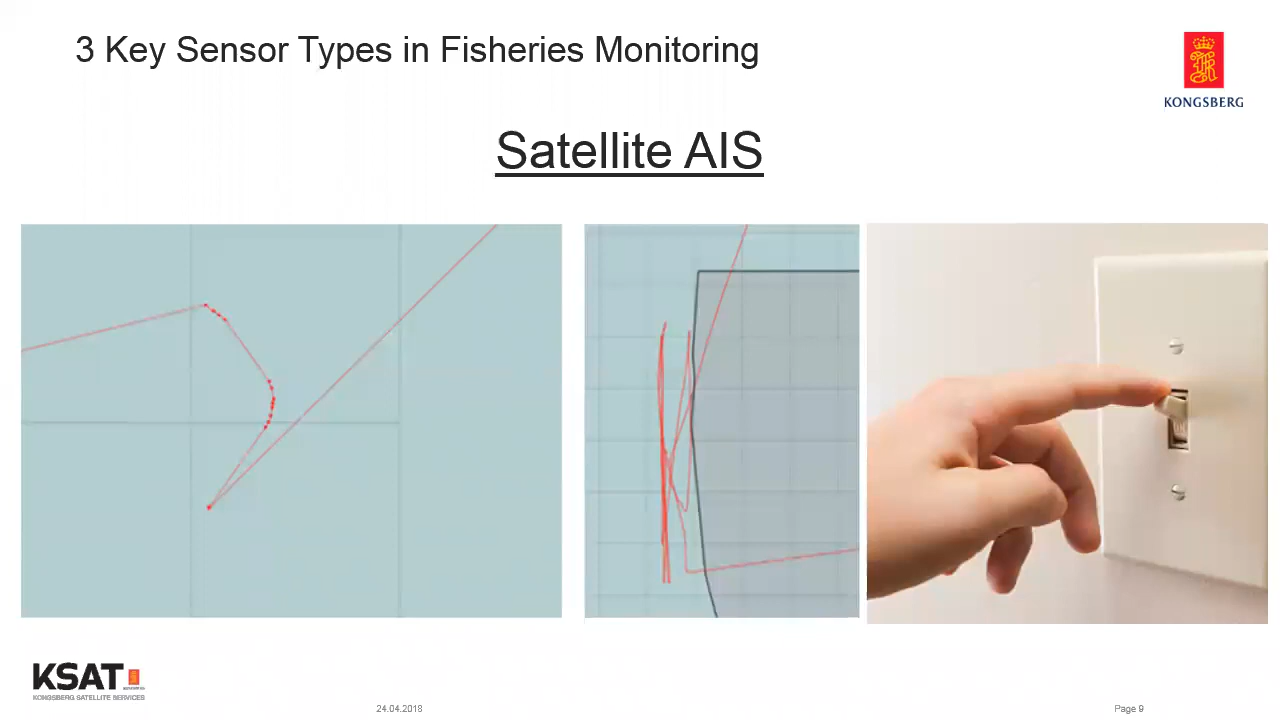 3 Key Sensor Types in Fisheries Monitoring
KONGSBERG
Satellite AIS
KSAT
KONGSBERG SATELLITE SERVICES
24.04.2018
Page 9